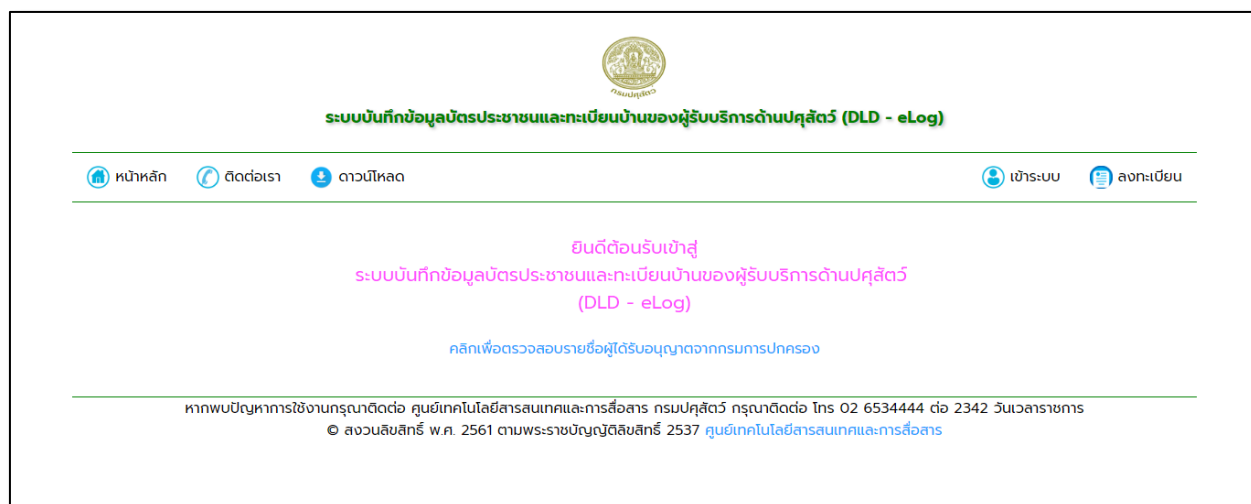 กรมปศุสัตว์
ระบบบันทึกข้อมูลบัตรประชาชนและทะเบียนบ้านของผู้รับบริการด้านปศุสัตว์ (DLD - eLog)
หน้าหลัก ติดต่อเรา ดาวน์โหลด เข้าระบบ ลงทะเบียน
ยินดีต้อนรับเข้าสู่
ระบบบันทึกข้อมูลบัตรประชาชนและทะเบียนบ้านของผู้รับบริการด้านปศุสัตว์
(DLD - eLog)
คลิกเพื่อตรวจสอบรายชื่อผู้ได้รับอนุญาตจากกรมการปกครอง
หากพบปัญหาการใช้งานกรุณาติดต่อ ศูนย์เทคโนโลยีสารสนเทศและการสื่อสาร กรมปศุสัตว์ กรุณาติดต่อ โทร 02 6534444 ต่อ 2342 วันเวลาราชการ
© สงวนลิขสิทธิ์ พ.ศ. 2561 ตามพระราชบัญญัติลิขสิทธิ์ 2537 ศูนย์เทคโนโลยีสารสนเทศและการสื่อสาร